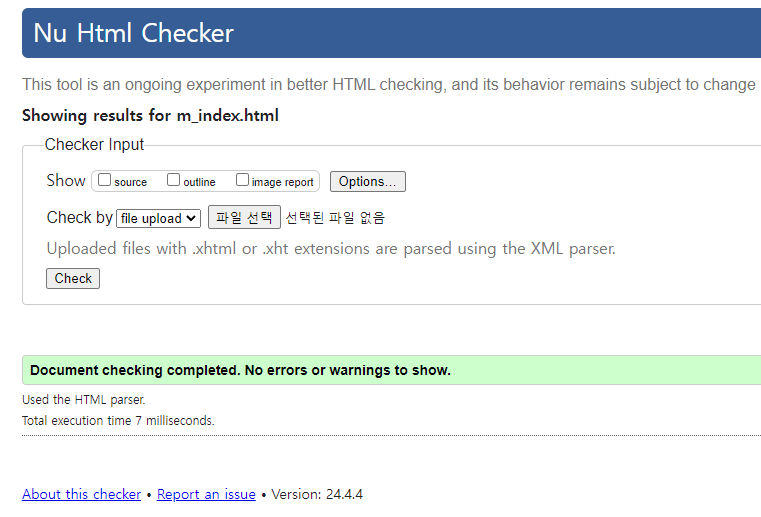 Nu Html Checker
This tool is an ongoing experiment in better HTML checking, and its behavior remains subject to change
Showing results for m_index.html
Checker Input
Show source outline image report Options...
Check by file upload 파일 선택 선택된 파일 없음
Uploaded files with .xhtml or .xht extensions are parsed using the XML parser.
Check
Document checking completed. No errors or warnings to show.
Used the HTML parser.
Total execution time 7 milliseconds.
About this checker • Report an issue • Version: 24.4.4